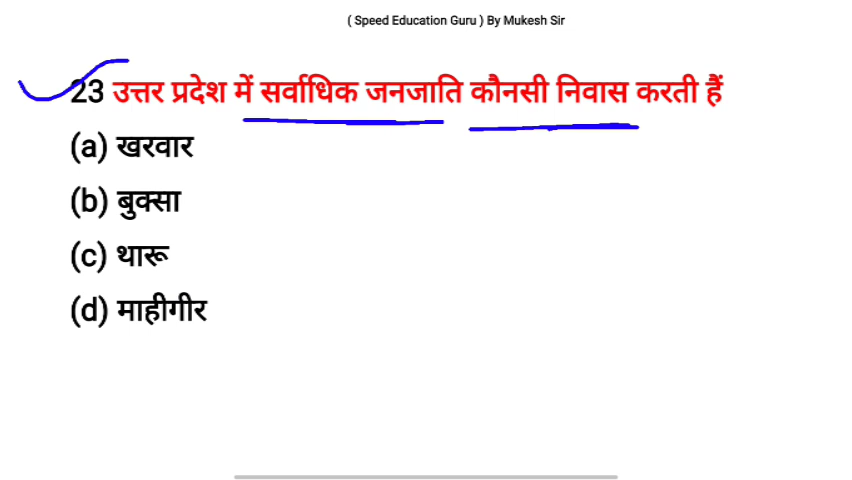 ( Speed Education Guru ) By Mukesh Sir
23 उत्तर प्रदेश में सर्वाधिक जनजाति कौनसी निवास करती हैं
(a) खरवार
(b) बुक्सा
(c) थारू
(d) माहीगीर